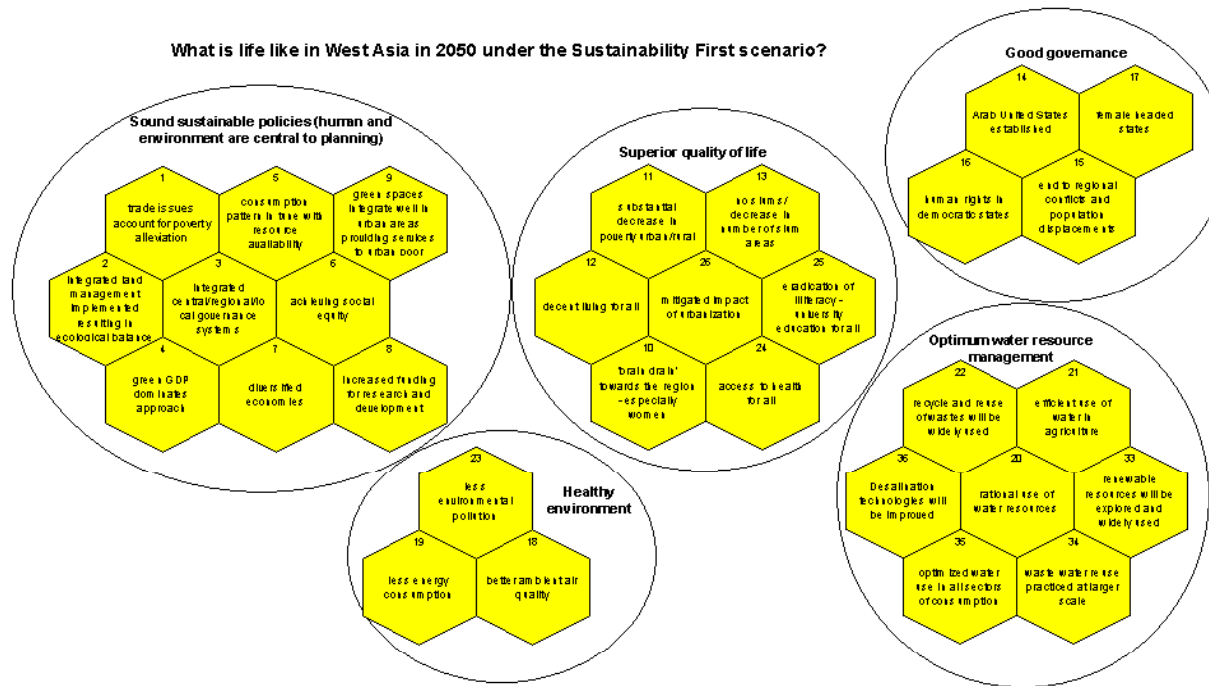 What is life like in West Asia in 2050 under the Sustainability First scenario?
Sound sustainable policies (human and
environment are central to planning)
1
trade issues
account for poverty
alleviation
5
consumption
pattern in tune with
resource
availability
9
green spaces
integrate well in
urban areas
providing services
to urban poor
2
integrated land
management
implemented
resulting in
ecological balance
3
integrated
central/regional/lo
cal governance
systems
6
achieving social
equity
4
green GDP
dominates
approach
7
diversified
economies
8
increased funding
for research and
development
Superior quality of life
11
substantial
decrease in
poverty urban/rural
13
no slums/
decrease in
number of slum
areas
12
decent living for all
26
mitigated impact
of urbanization
25
eradication of
illiteracy -
university
education for all
10
'brain drain'
towards the region
- especially
women
24
access to health
for all
Good governance
14
Arab United States
established
17
female headed
states
16
human rights in
democratic states
15
end to regional
conflicts and
population
displacements
Optimum water resource
management
22
recycle and reuse
of wastes will be
widely used
21
efficient use of
water in
agriculture
36
Desalination
technologies will
be improved
20
rational use of
water resources
33
renewable
resources will be
explored and
widely used
35
optimized water
use in all sectors
of consumption
34
waste water reuse
practiced at larger
scale
Healthy
environment
23
less
environmental
pollution
19
less energy
consumption
18
better ambient air
quality